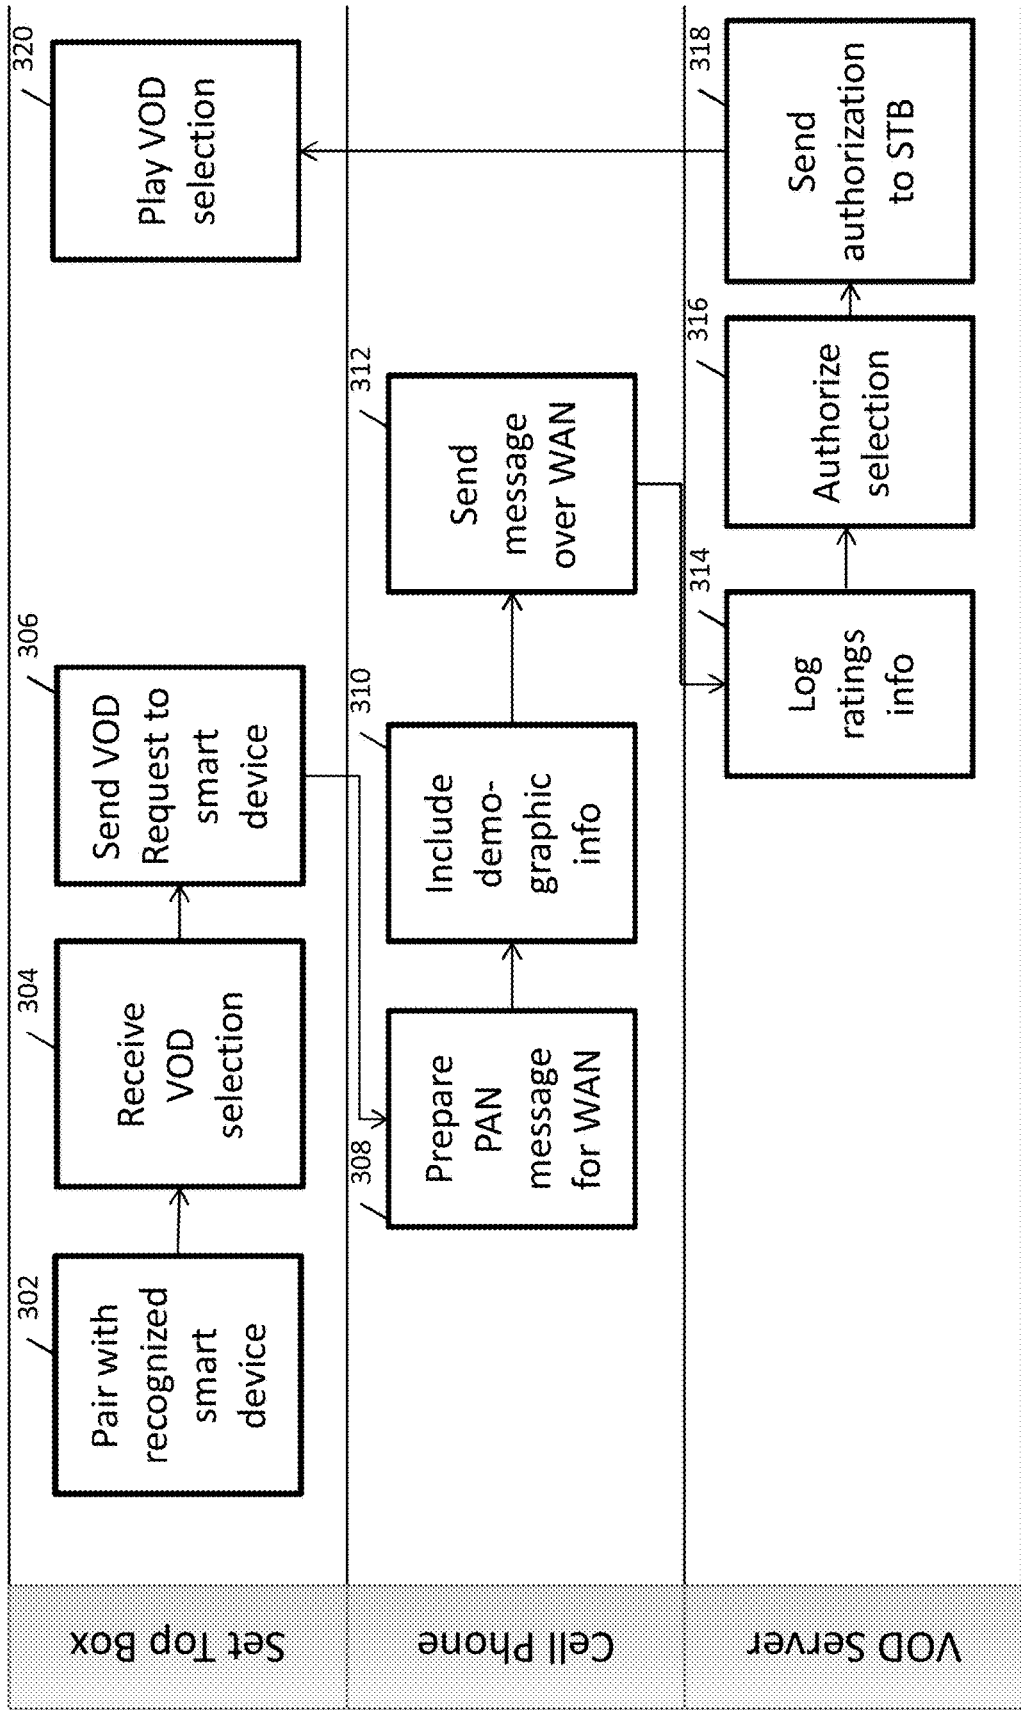 Set Top Box
302
Pair with
recognized
smart
device
304
Receive
VOD
selection
306
Send VOD
Request to
smart
device
320
Play VOD
selection
Cell Phone
308
Prepare
PAN
message
for WAN
310
Include
demo-
graphic
info
312
Send
message
over WAN
VOD Server
314
Log
ratings
info
316
Authorize
selection
318
Send
authorization
to STB